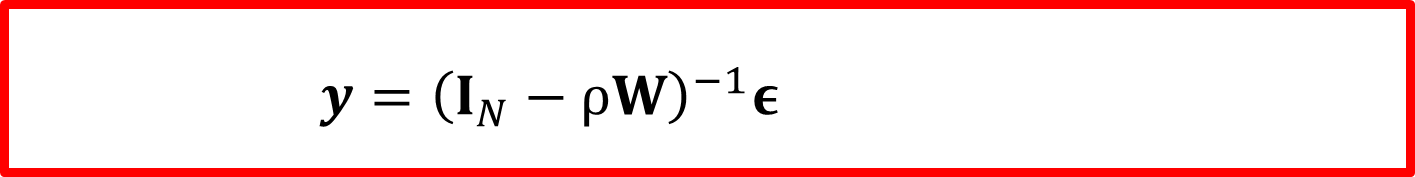 𝒚 = (𝐈_N − ρ𝐖)^−1 𝛜